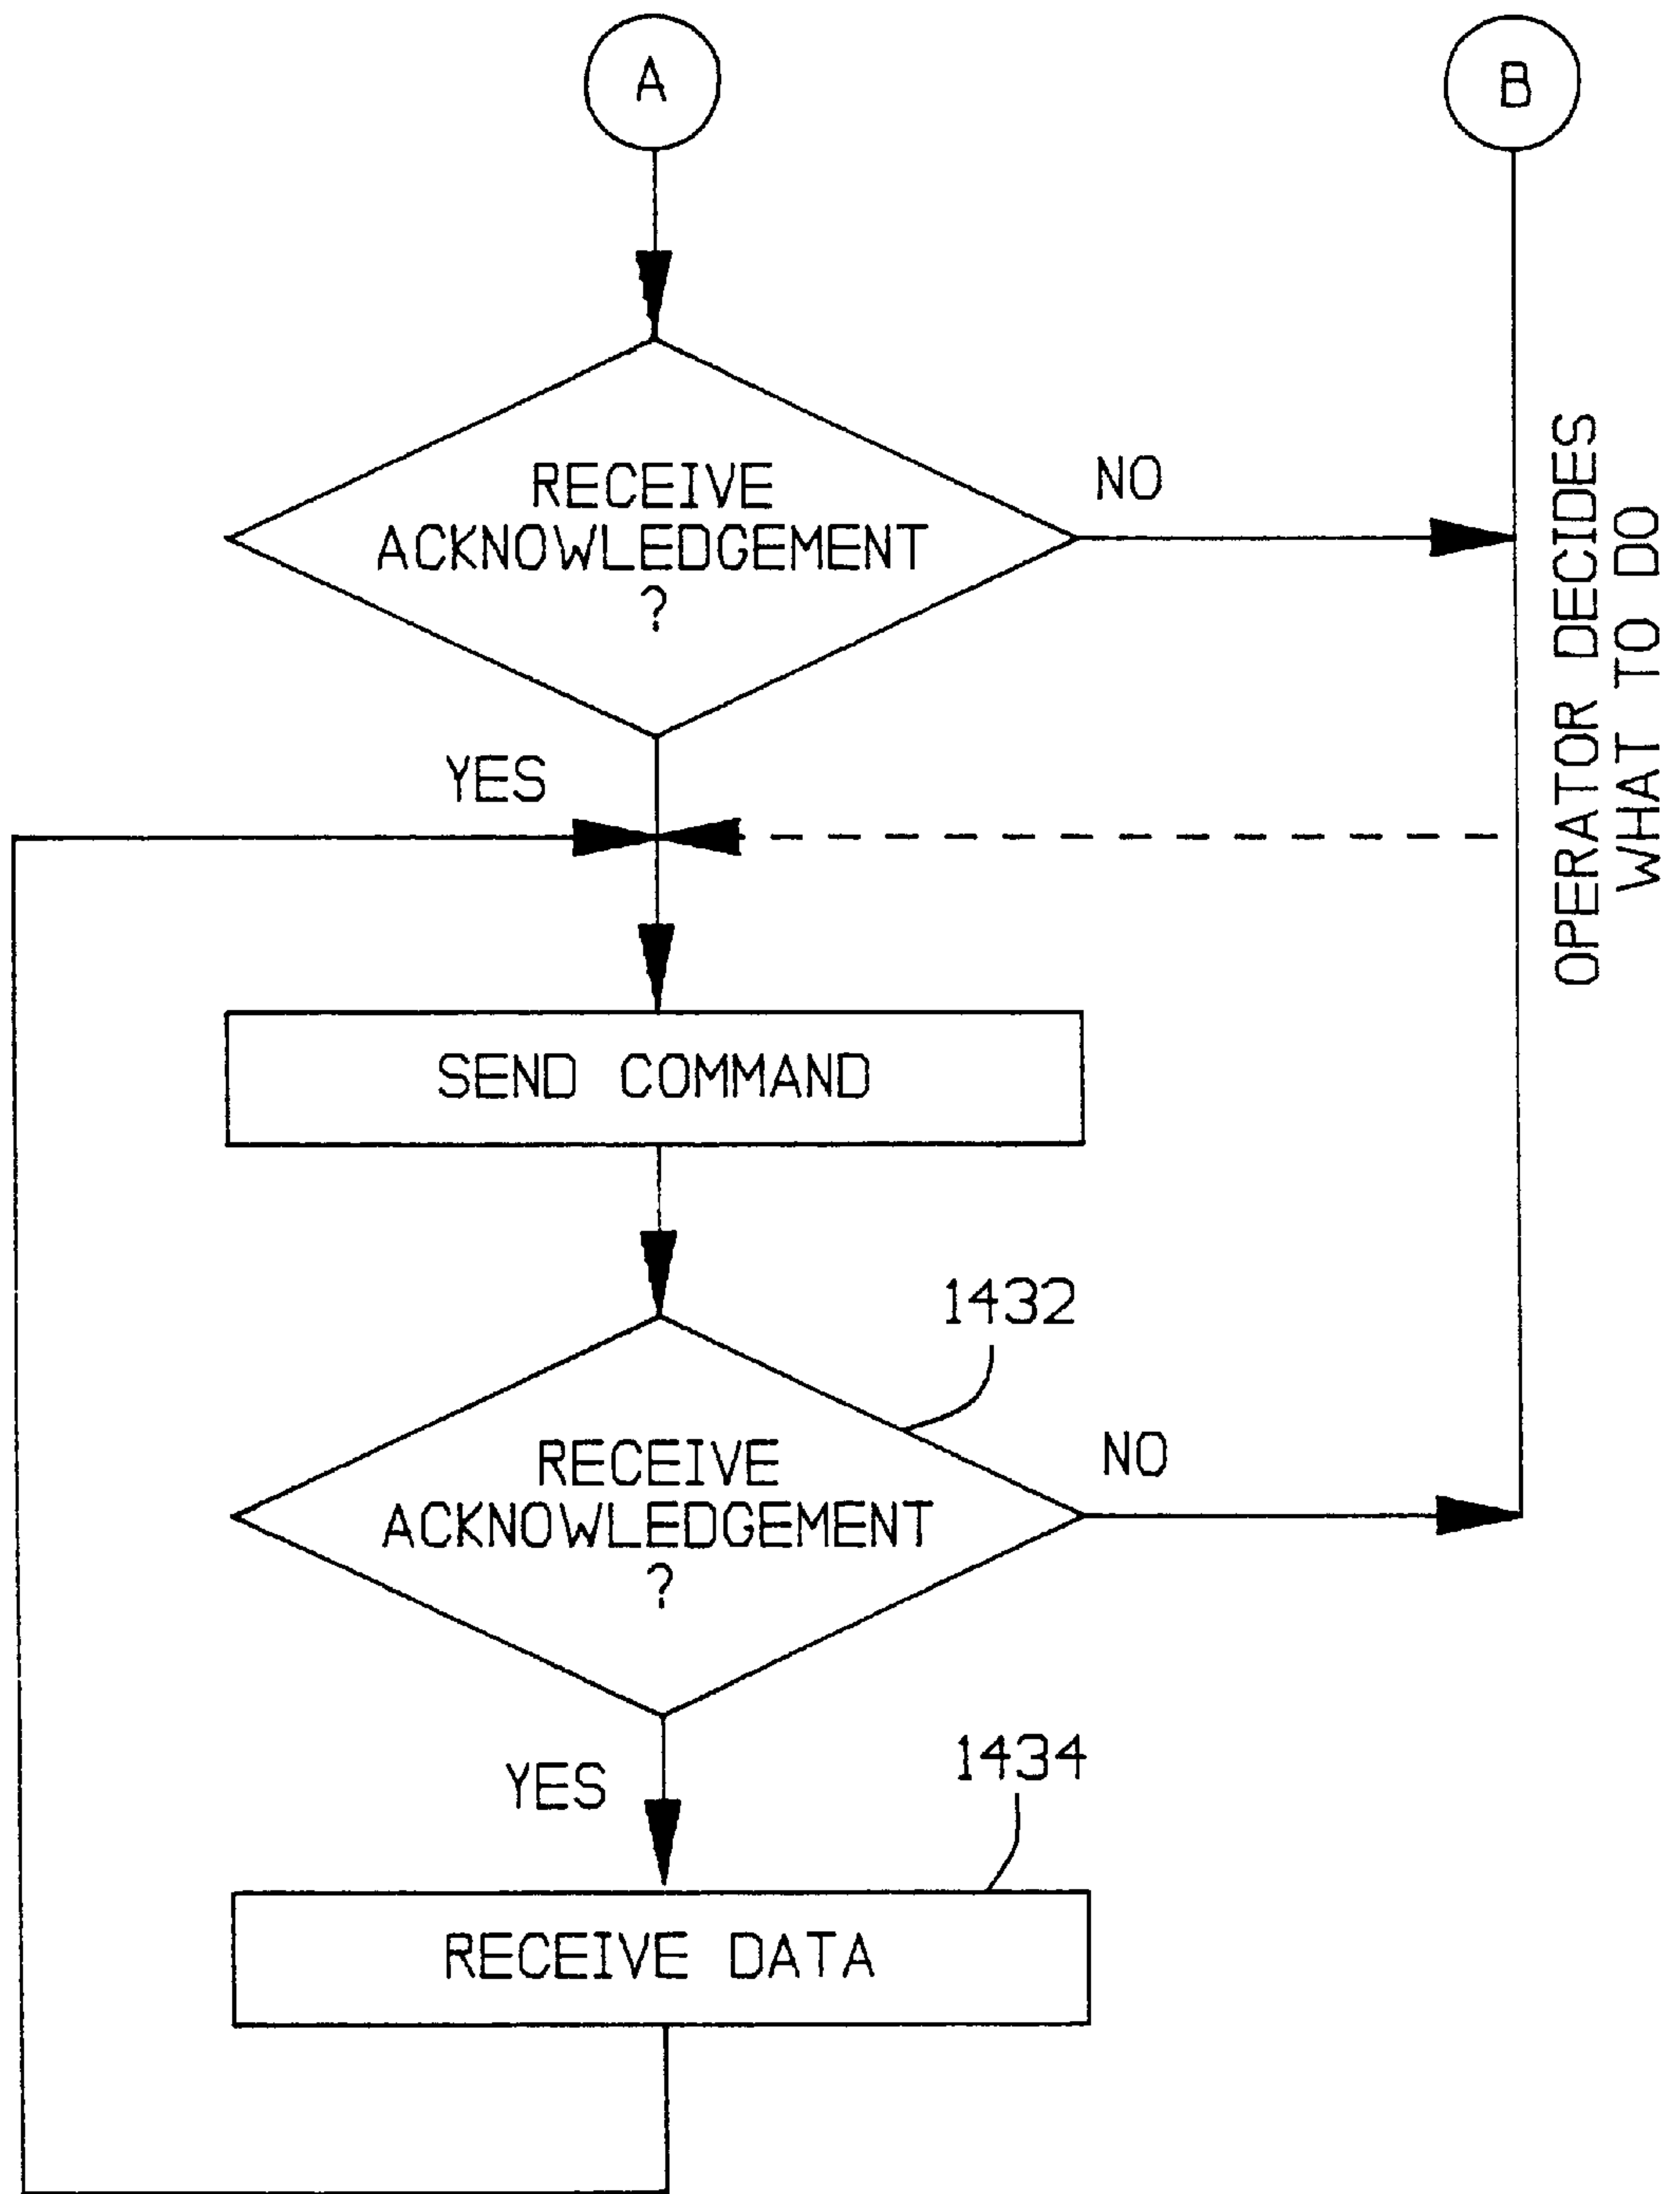 A
B
RECEIVE
ACKNOWLEDGEMENT
?
NO
YES
OPERATOR DECIDES
WHAT TO DO
SEND COMMAND
1432
RECEIVE
ACKNOWLEDGEMENT
?
NO
YES
1434
RECEIVE DATA